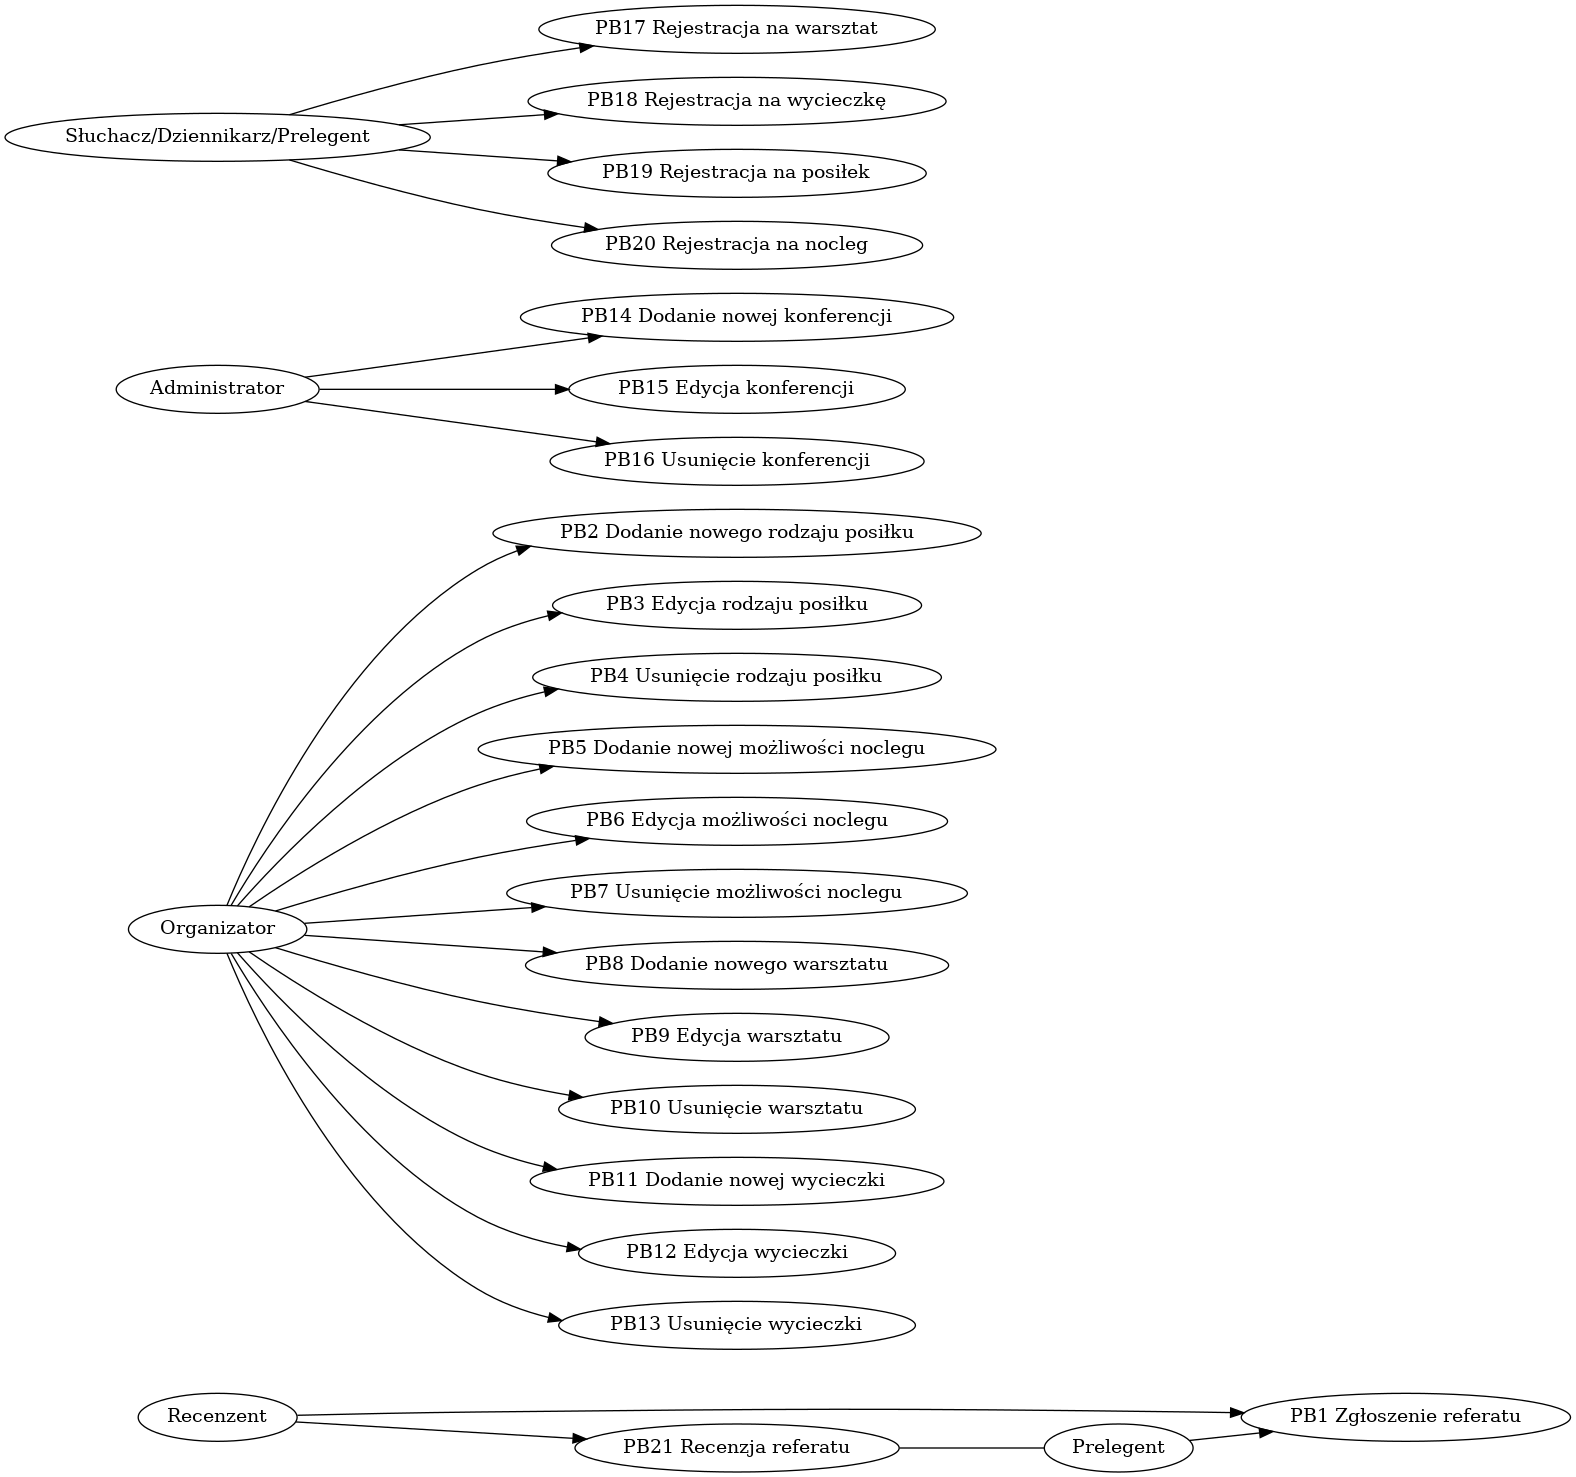 PB17 Rejestracja na warsztat
PB18 Rejestracja na wycieczkę
Słuchacz/Dziennikarz/Prelegent
PB19 Rejestracja na posiłek
PB20 Rejestracja na nocleg
PB14 Dodanie nowej konferencji
Administrator
PB15 Edycja konferencji
PB16 Usunięcie konferencji
PB2 Dodanie nowego rodzaju posiłku
PB3 Edycja rodzaju posiłku
PB4 Usunięcie rodzaju posiłku
PB5 Dodanie nowej możliwości noclegu
PB6 Edycja możliwości noclegu
PB7 Usunięcie możliwości noclegu
Organizator
PB8 Dodanie nowego warsztatu
PB9 Edycja warsztatu
PB10 Usunięcie warsztatu
PB11 Dodanie nowej wycieczki
PB12 Edycja wycieczki
PB13 Usunięcie wycieczki
Recenzent
PB1 Zgłoszenie referatu
PB21 Recenzja referatu
Prelegent